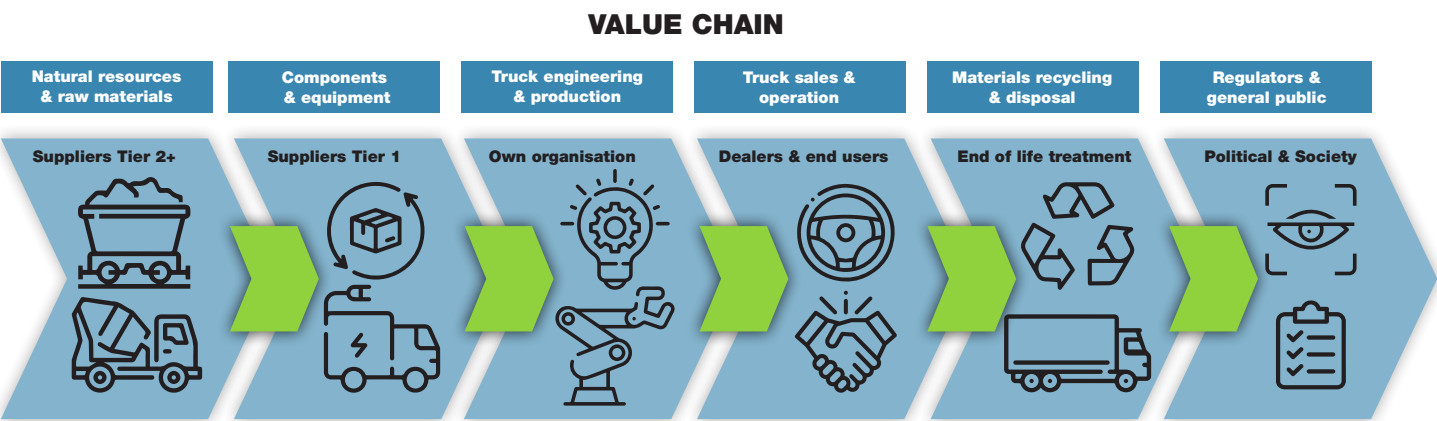 VALUE CHAIN
Natural resources
& raw materials
Components
& equipment
Truck engineering
& production
Truck sales &
operation
Materials recycling
& disposal
Regulators &
general public
Suppliers Tier 2+
Suppliers Tier 1
Own organisation
Dealers & end users
End of life treatment
Political & Society